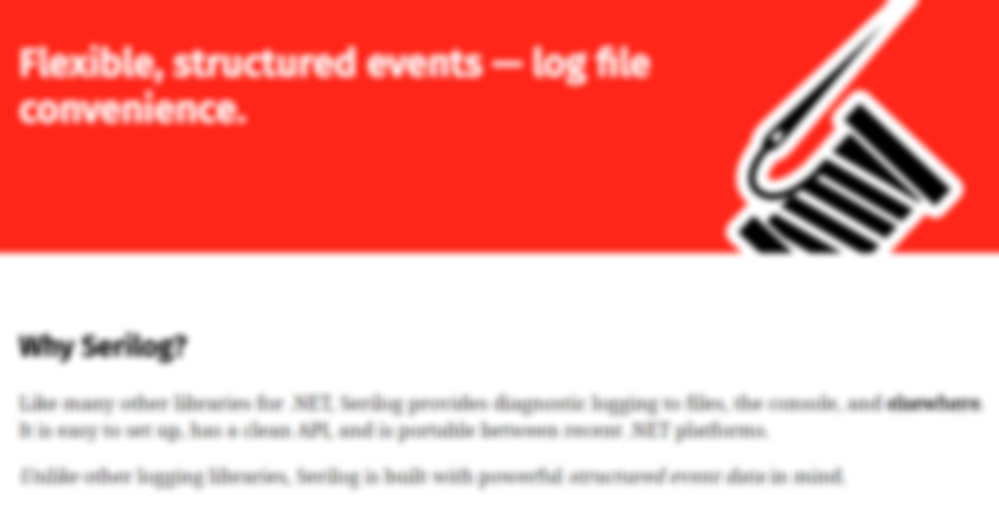 Flexible, structured events — log file
convenience.
Why Serilog?
Like many other libraries for .NET, Serilog provides diagnostic logging to files, the console, and elsewhere.
It is easy to set up, has a clean API, and is portable between recent .NET platforms.
Unlike other logging libraries, Serilog is built with powerful structured event data in mind.